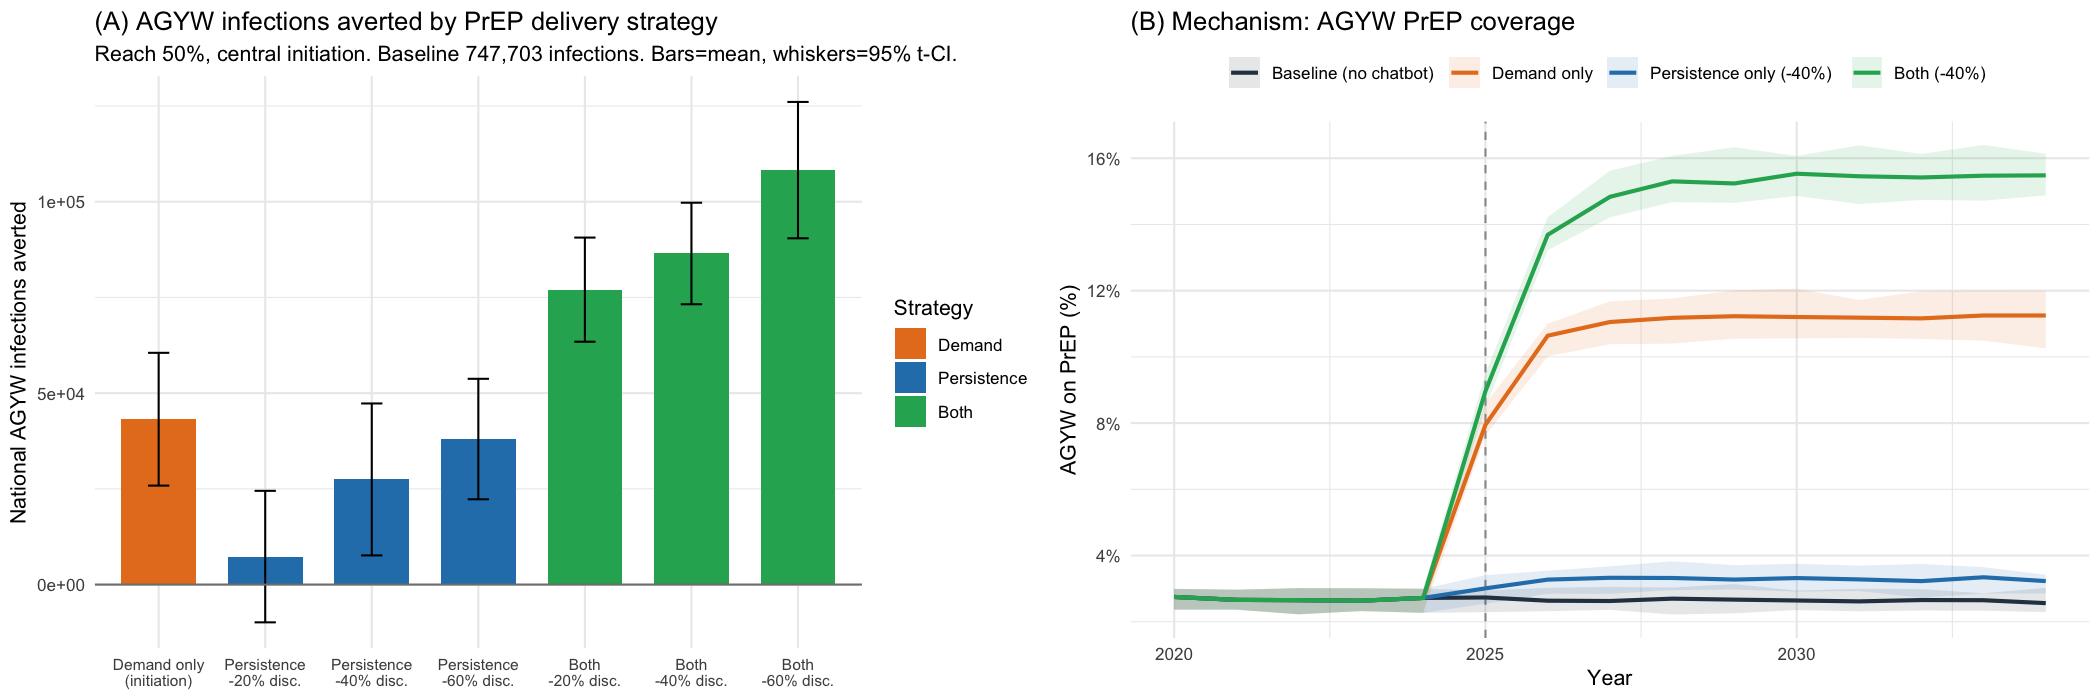 (A) AGYW infections averted by PrEP delivery strategy
Reach 50%, central initiation. Baseline 747,703 infections. Bars=mean, whiskers=95% t-CI.
National AGYW infections averted
1e+05
5e+04
0e+00
Demand only
(initiation)
Persistence
-20% disc.
Persistence
-40% disc.
Persistence
-60% disc.
Both
-20% disc.
Both
-40% disc.
Both
-60% disc.
Strategy
Demand
Persistence
Both
(B) Mechanism: AGYW PrEP coverage
Baseline (no chatbot)
Demand only
Persistence only (-40%)
Both (-40%)
AGYW on PrEP (%)
16%
12%
8%
4%
2020
2025
2030
Year